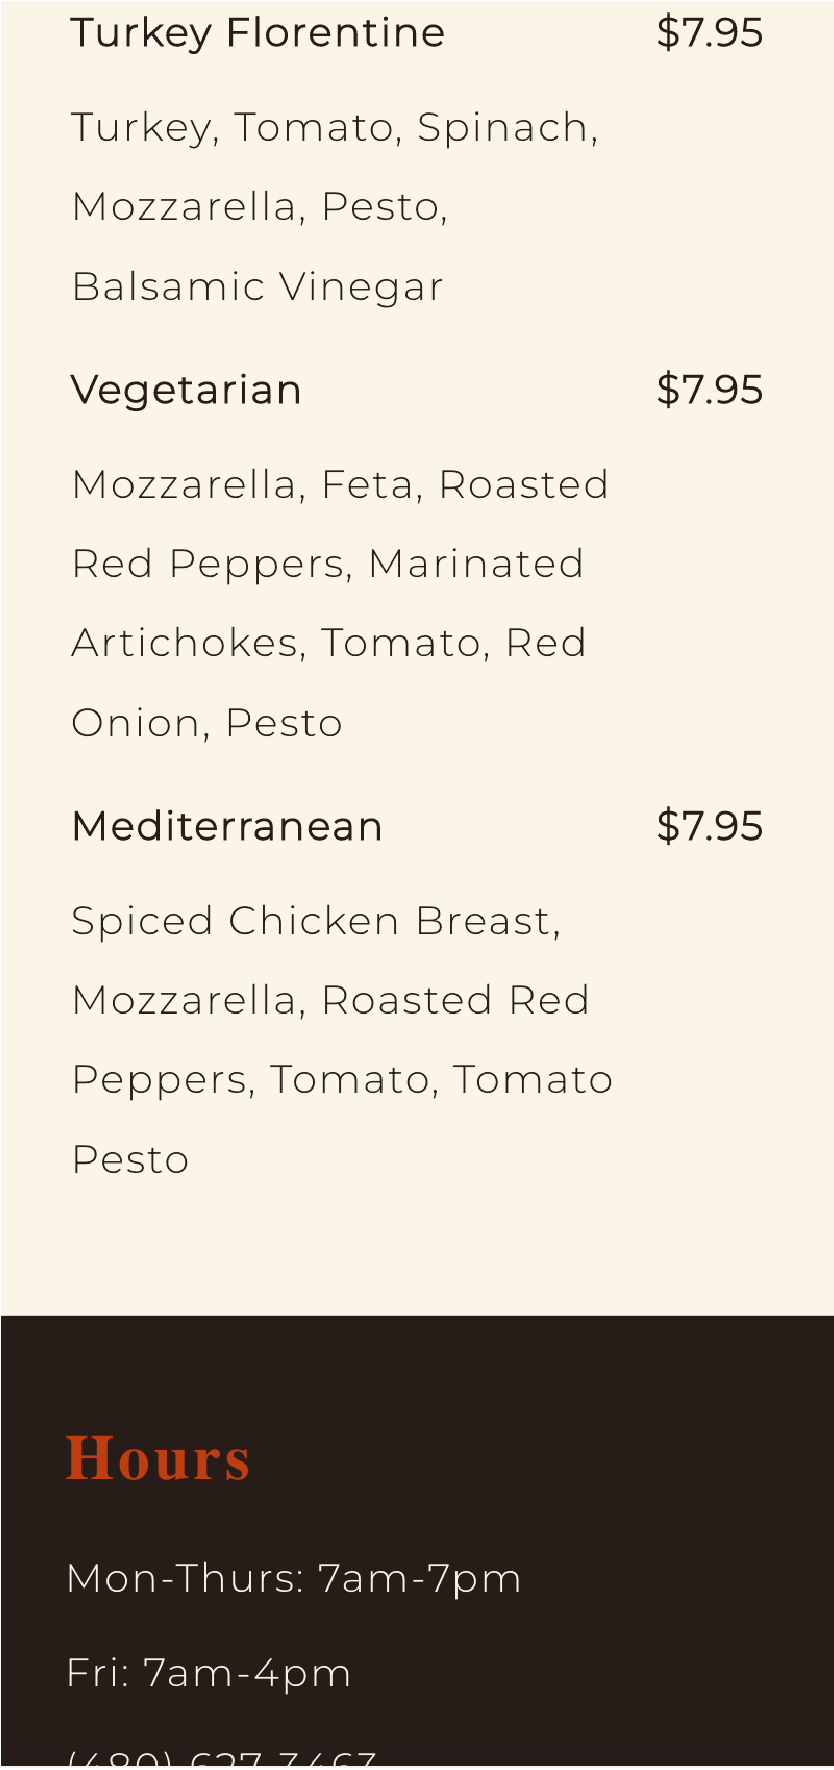 Turkey Florentine $7.95
Turkey, Tomato, Spinach,
Mozzarella, Pesto,
Balsamic Vinegar
Vegetarian $7.95
Mozzarella, Feta, Roasted
Red Peppers, Marinated
Artichokes, Tomato, Red
Onion, Pesto
Mediterranean $7.95
Spiced Chicken Breast,
Mozzarella, Roasted Red
Peppers, Tomato, Tomato
Pesto
Hours
Mon-Thurs: 7am-7pm
Fri: 7am-4pm
(480)